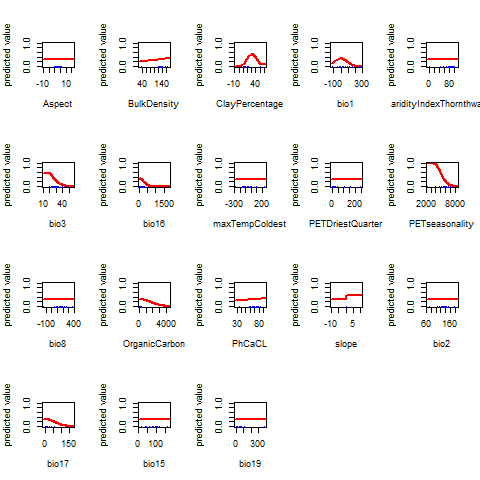 predicted value
0.0 1.0
-10 10
Aspect
predicted value
0.0 1.0
40 140
BulkDensity
predicted value
0.0 1.0
-10 40
ClayPercentage
predicted value
0.0 1.0
-100 300
bio1
predicted value
0.0 1.0
0 80
aridityIndexThornthwa
predicted value
0.0 1.0
10 40
bio3
predicted value
0.0 1.0
0 1500
bio16
predicted value
0.0 1.0
-300 200
maxTempColdest
predicted value
0.0 1.0
0 200
PETDriestQuarter
predicted value
0.0 1.0
2000 8000
PETseasonality
predicted value
0.0 1.0
-100 400
bio8
predicted value
0.0 1.0
0 4000
OrganicCarbon
predicted value
0.0 1.0
30 80
PhCaCL
predicted value
0.0 1.0
-10 5
slope
predicted value
0.0 1.0
60 160
bio2
predicted value
0.0 1.0
0 150
bio17
predicted value
0.0 1.0
0 100
bio15
predicted value
0.0 1.0
0 300
bio19